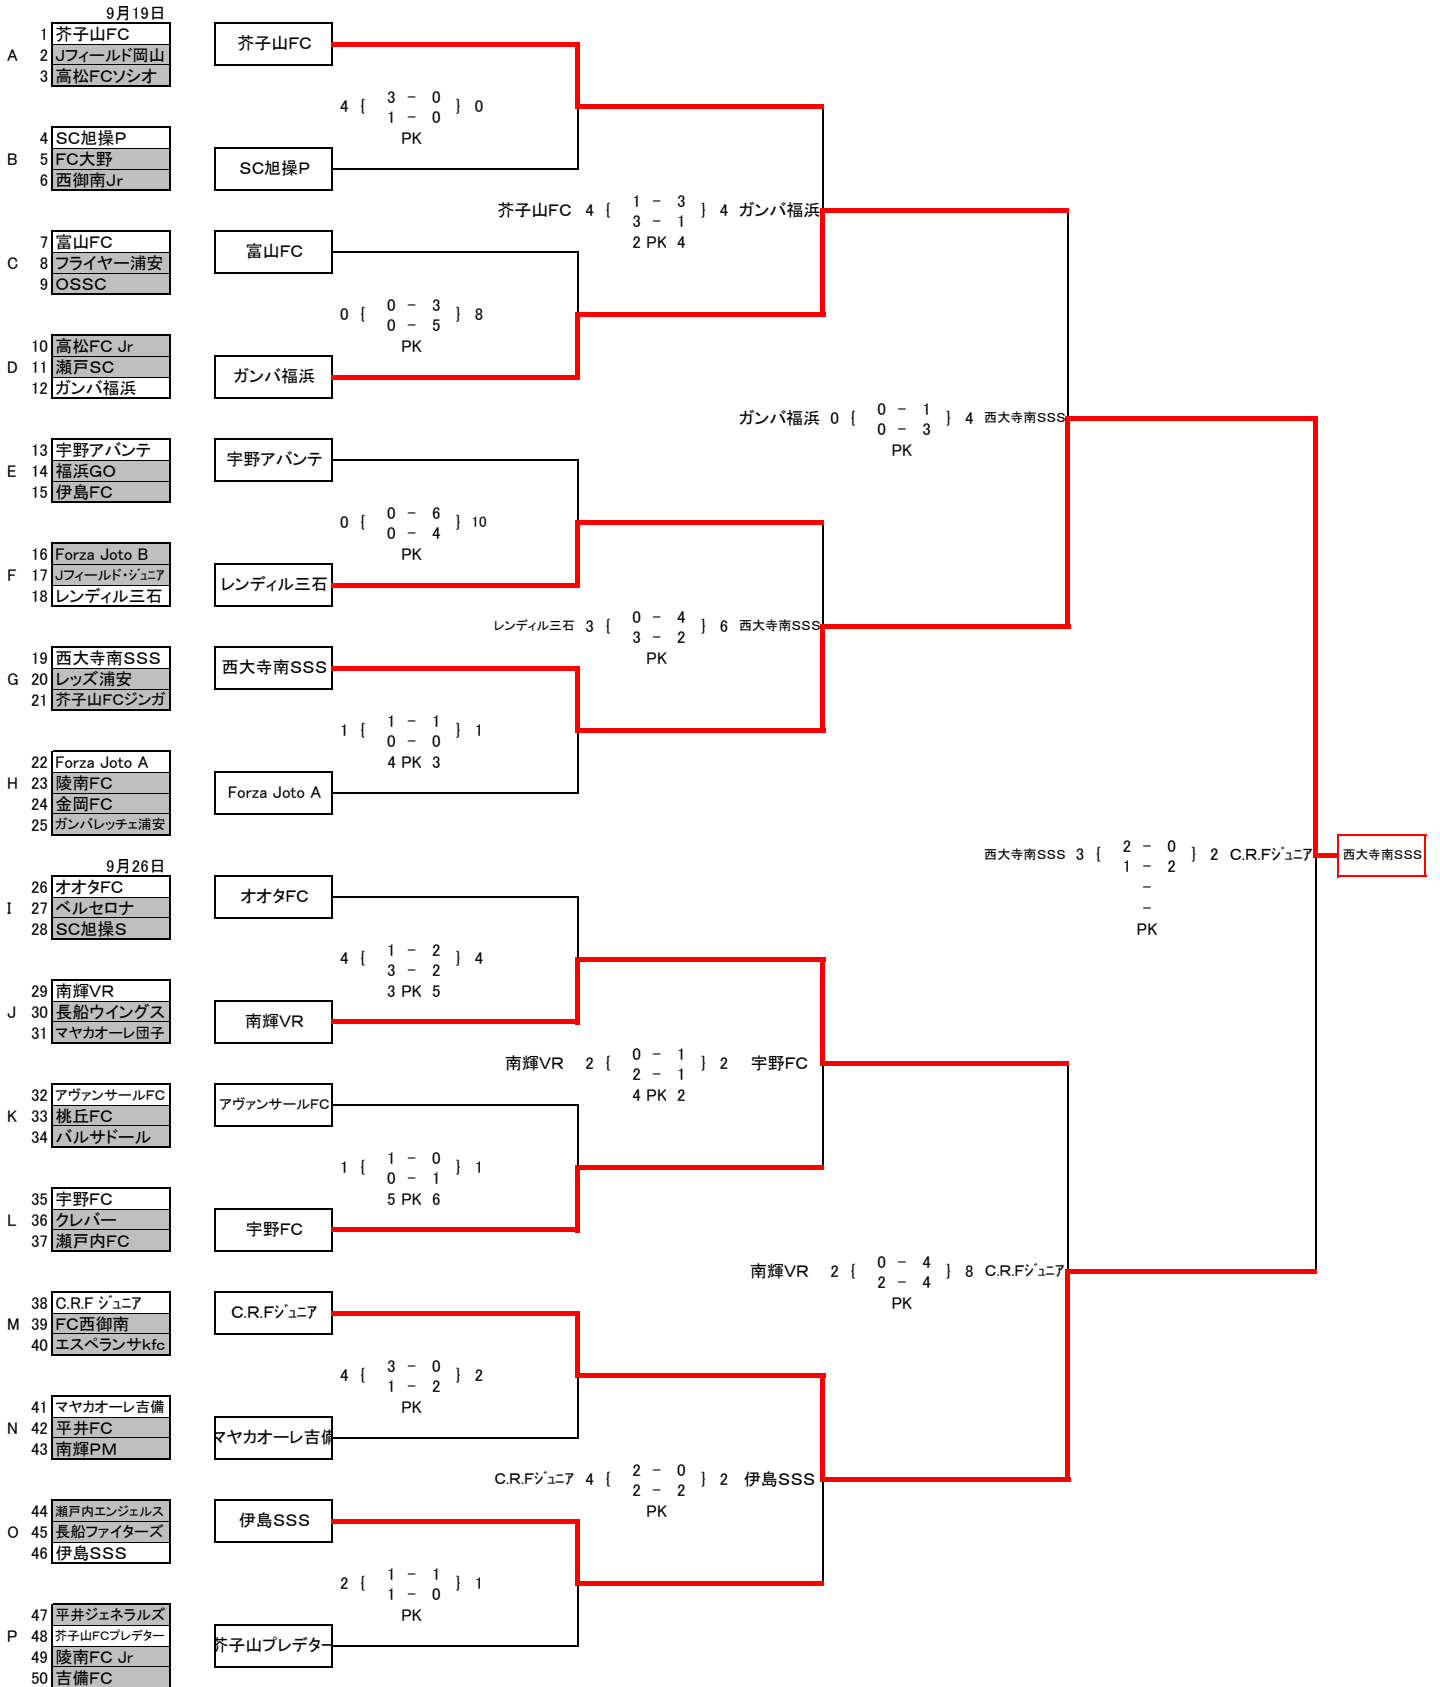 9月19日
1 芥子山FC
A 2 Jフィールド岡山
3 高松FCソシオ
芥子山FC
4 { 3 - 0 } 0
1 - 0
PK
4 SC旭操P
B 5 FC大野
6 西御南Jr
SC旭操P
芥子山FC 4 { 1 - 3 } 4 ガンバ福浜
3 - 1
2 PK 4
7 富山FC
C 8 フライヤー浦安
9 OSSC
富山FC
0 { 0 - 3 } 8
0 - 5
PK
10 高松FC Jr
D 11 瀬戸SC
12 ガンバ福浜
ガンバ福浜
ガンバ福浜 0 { 0 - 1 } 4 西大寺南SSS
0 - 3
PK
13 宇野アバンテ
E 14 福浜GO
15 伊島FC
宇野アバンテ
0 { 0 - 6 } 10
0 - 4
PK
16 Forza Joto B
F 17 Jフィールド・ジュニア
18 レンディル三石
レンディル三石
レンディル三石 3 { 0 - 4 } 6 西大寺南SSS
3 - 2
PK
19 西大寺南SSS
G 20 レッズ浦安
21 芥子山FCジンガ
西大寺南SSS
1 { 1 - 1 } 1
0 - 0
4 PK 3
22 Forza Joto A
H 23 陵南FC
24 金岡FC
25 ガンバレッチェ浦安
Forza Joto A
西大寺南SSS 3 { 2 - 0 } 2 C.R.Fジュニア
1 - 2
-
-
PK
西大寺南SSS
9月26日
26 オオタFC
I 27 ベルセロナ
28 SC旭操S
オオタFC
4 { 1 - 2 } 4
3 - 2
3 PK 5
29 南輝VR
J 30 長船ウイングス
31 マヤカオーレ団子
南輝VR
南輝VR 2 { 0 - 1 } 2 宇野FC
2 - 1
4 PK 2
32 アヴァンサールFC
K 33 桃丘FC
34 バルサドール
アヴァンサールFC
1 { 1 - 0 } 1
0 - 1
5 PK 6
35 宇野FC
L 36 クレバー
37 瀬戸内FC
宇野FC
南輝VR 2 { 0 - 4 } 8 C.R.Fジュニア
2 - 4
PK
38 C.R.F ジュニア
M 39 FC西御南
40 エスペランサkfc
C.R.Fジュニア
4 { 3 - 0 } 2
1 - 2
PK
41 マヤカオーレ吉備
N 42 平井FC
43 南輝PM
マヤカオーレ吉備
C.R.Fジュニア 4 { 2 - 0 } 2 伊島SSS
2 - 2
PK
44 瀬戸内エンジェルス
O 45 長船ファイターズ
46 伊島SSS
伊島SSS
2 { 1 - 1 } 1
1 - 0
PK
47 平井ジェネラルズ
P 48 芥子山FCプレデター
49 陵南FC Jr
50 吉備FC
芥子山プレデター